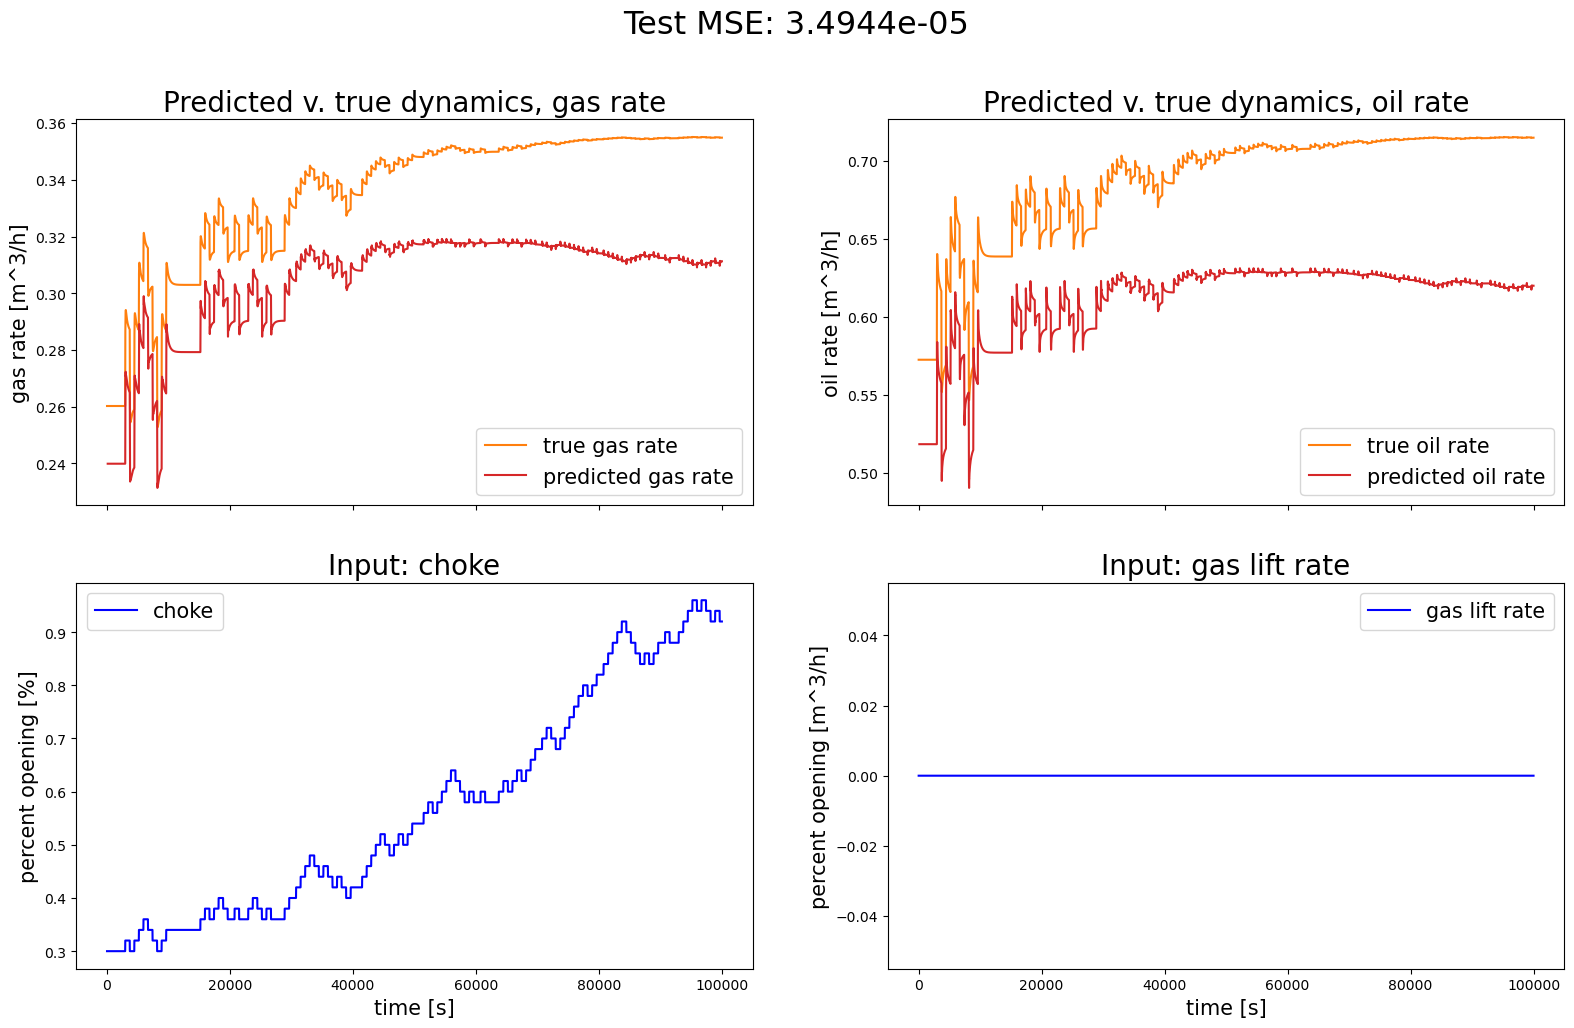 Test MSE: 3.4944e-05
Predicted v. true dynamics, gas rate
gas rate [m^3/h]
0.36
0.34
0.32
0.30
0.28
0.26
0.24
true gas rate
predicted gas rate
Predicted v. true dynamics, oil rate
oil rate [m^3/h]
0.70
0.65
0.60
0.55
0.50
true oil rate
predicted oil rate
Input: choke
percent opening [%]
choke
0.9
0.8
0.7
0.6
0.5
0.4
0.3
0 20000 40000 60000 80000 100000
time [s]
Input: gas lift rate
percent opening [m^3/h]
gas lift rate
0.04
0.02
0.00
−0.02
−0.04
0 20000 40000 60000 80000 100000
time [s]